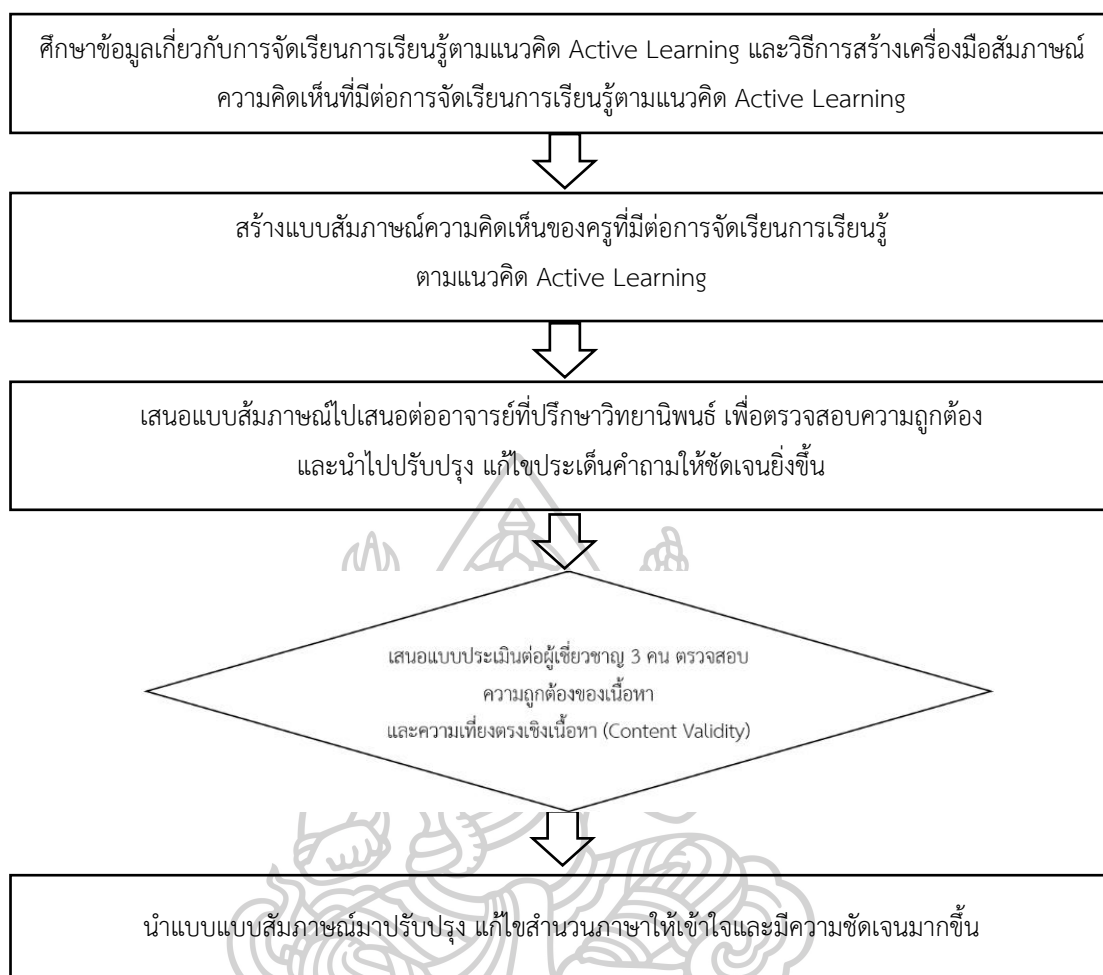 ศึกษาข้อมูลเกี่ยวกับการจัดเรียนการเรียนรู้ตามแนวคิด Active Learning และวิธีการสร้างเครื่องมือสัมภาษณ์
ความคิดเห็นที่มีต่อการจัดเรียนการเรียนรู้ตามแนวคิด Active Learning
สร้างแบบสัมภาษณ์ความคิดเห็นของครูที่มีต่อการจัดเรียนการเรียนรู้
ตามแนวคิด Active Learning
เสนอแบบส้มภาษณ์ไปเสนอต่ออาจารย์ที่ปรึกษาวิทยานิพนธ์ เพื่อตรวจสอบความถูกต้อง
และนำไปปรับปรุง แก้ไขประเด็นคำถามให้ชัดเจนยิ่งขึ้น
เสนอแบบประเมินต่อผู้เชี่ยวชาญ 3 คน ตรวจสอบ
ความถูกต้องของเนื้อหา
และความเที่ยงตรงเชิงเนื้อหา (Content Validity)
นำแบบแบบสัมภาษณ์มาปรับปรุง แก้ไขสำนวนภาษาให้เข้าใจและมีความชัดเจนมากขึ้น